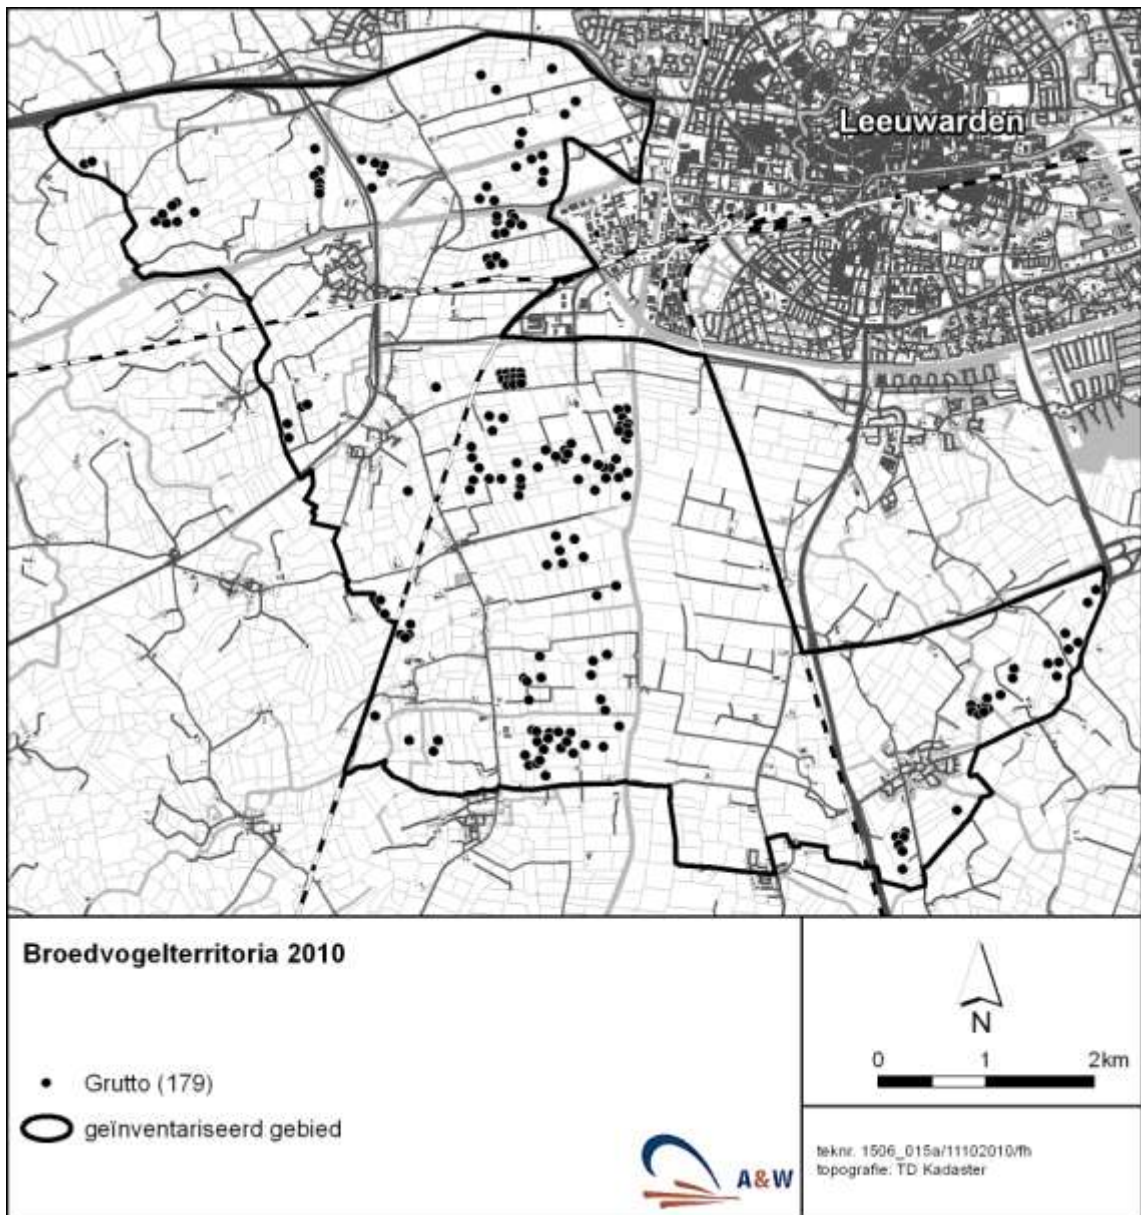 Leeuwarden
Broedvogelterritoria 2010
Grutto (179)
geïnventariseerd gebied
A&W
N
0 1 2km
teknr. 1506_015a/11102010/fh
topografie: TD Kadaster